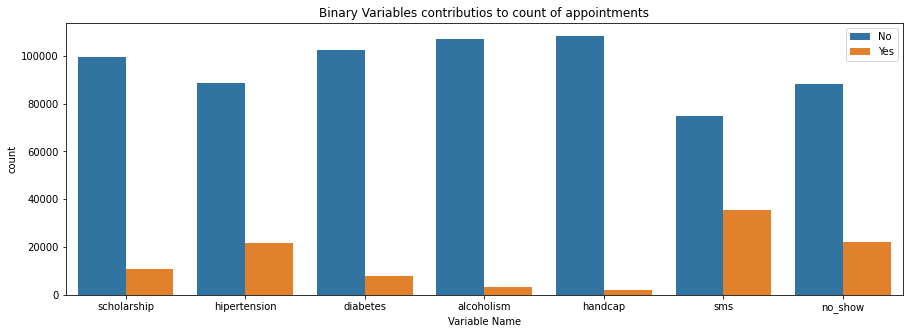 Binary Variables contributios to count of appointments
No
Yes
count
100000
80000
60000
40000
20000
0
scholarship hipertension diabetes alcoholism handcap sms no_show
Variable Name